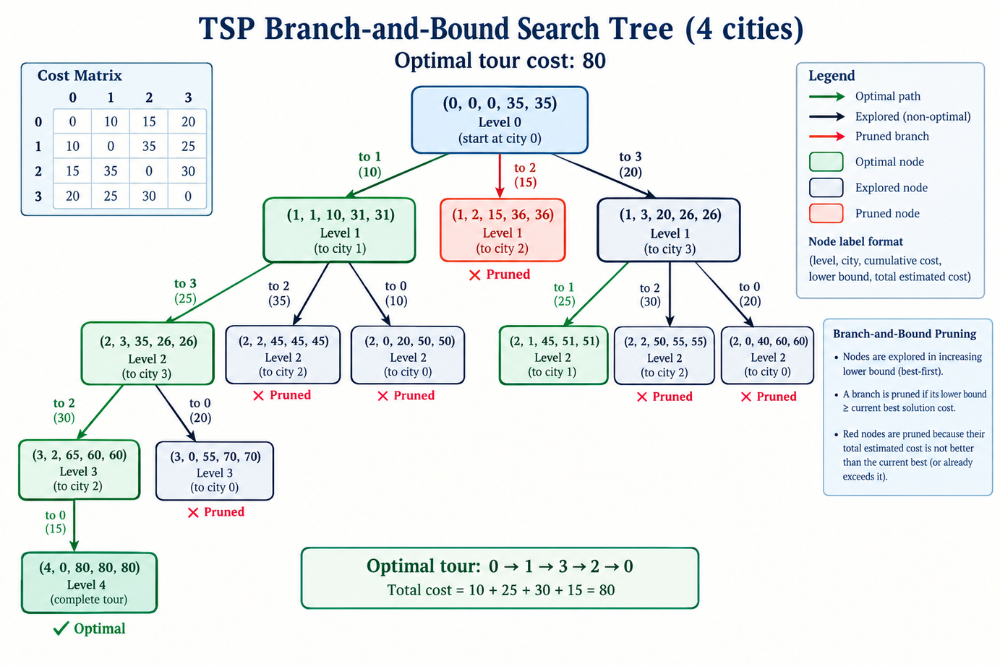 TSP Branch-and-Bound Search Tree (4 cities)
Optimal tour cost: 80
Cost Matrix
0 1 2 3
0 0 10 15 20
1 10 0 35 25
2 15 35 0 30
3 20 25 30 0
(0, 0, 0, 35, 35)
Level 0
(start at city 0)
Legend
Optimal path
Explored (non-optimal)
Pruned branch
Optimal node
Explored node
Pruned node
Node label format
(level, city, cumulative cost,
lower bound, total estimated cost)
to 1
(10)
to 2
(15)
to 3
(20)
(1, 1, 10, 31, 31)
Level 1
(to city 1)
(1, 2, 15, 36, 36)
Level 1
(to city 2)
✕ Pruned
(1, 3, 20, 26, 26)
Level 1
(to city 3)
to 3
(25)
to 2
(35)
to 0
(10)
to 1
(25)
to 2
(30)
to 0
(20)
(2, 3, 35, 26, 26)
Level 2
(to city 3)
(2, 2, 45, 45, 45)
Level 2
(to city 2)
✕ Pruned
(2, 0, 20, 50, 50)
Level 2
(to city 0)
✕ Pruned
(2, 1, 45, 51, 51)
Level 2
(to city 1)
(2, 2, 50, 55, 55)
Level 2
(to city 2)
✕ Pruned
(2, 0, 40, 60, 60)
Level 2
(to city 0)
✕ Pruned
Branch-and-Bound Pruning
• Nodes are explored in increasing
lower bound (best-first).
• A branch is pruned if its lower bound
≥ current best solution cost.
• Red nodes are pruned because their
total estimated cost is not better
than the current best (or already
exceeds it).
to 2
(30)
to 0
(20)
(3, 2, 65, 60, 60)
Level 3
(to city 2)
(3, 0, 55, 70, 70)
Level 3
(to city 0)
✕ Pruned
to 0
(15)
(4, 0, 80, 80, 80)
Level 4
(complete tour)
✓ Optimal
Optimal tour: 0 → 1 → 3 → 2 → 0
Total cost = 10 + 25 + 30 + 15 = 80